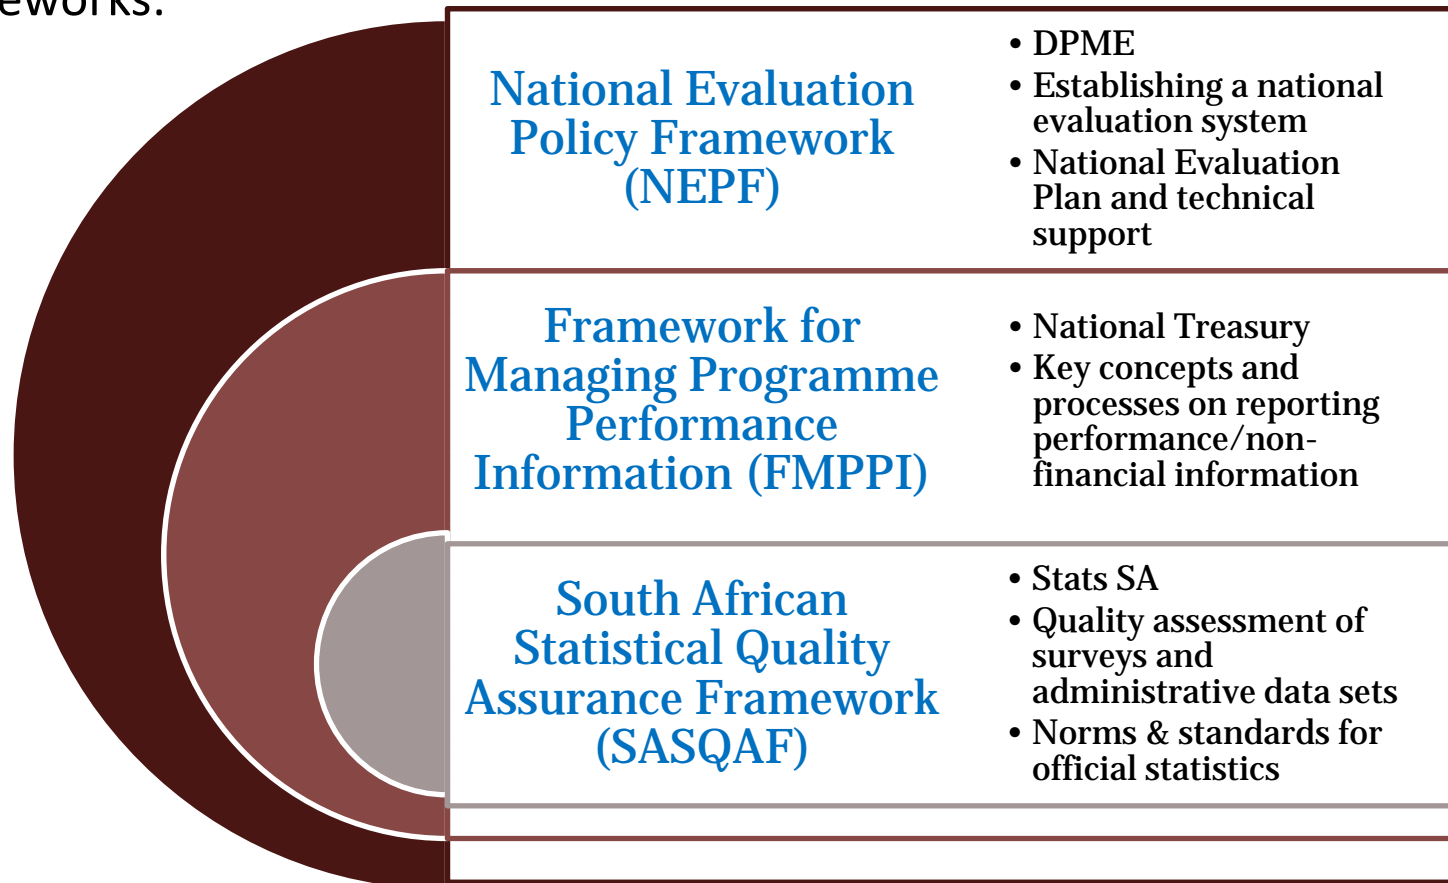 eworks:
National Evaluation
Policy Framework
(NEPF)
• DPME
• Establishing a national
evaluation system
• National Evaluation
Plan and technical
support
Framework for
Managing Programme
Performance
Information (FMPPI)
• National Treasury
• Key concepts and
processes on reporting
performance/non-
financial information
South African
Statistical Quality
Assurance Framework
(SASQAF)
• Stats SA
• Quality assessment of
surveys and
administrative data sets
• Norms & standards for
official statistics